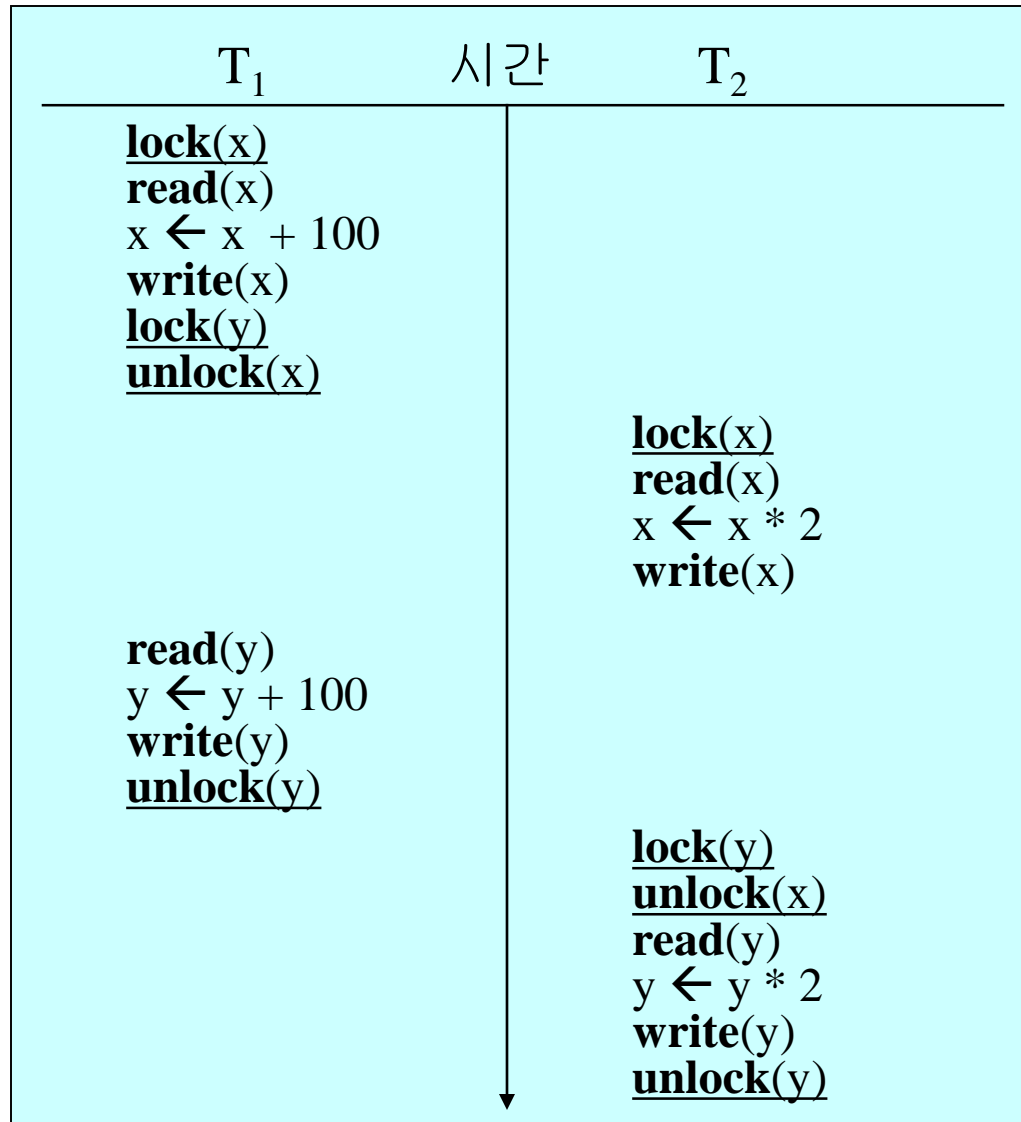 T1 시간 T2
lock(x)
read(x)
x ← x + 100
write(x)
lock(y)
unlock(x)
lock(x)
read(x)
x ← x * 2
write(x)
read(y)
y ← y + 100
write(y)
unlock(y)
lock(y)
unlock(x)
read(y)
y ← y * 2
write(y)
unlock(y)